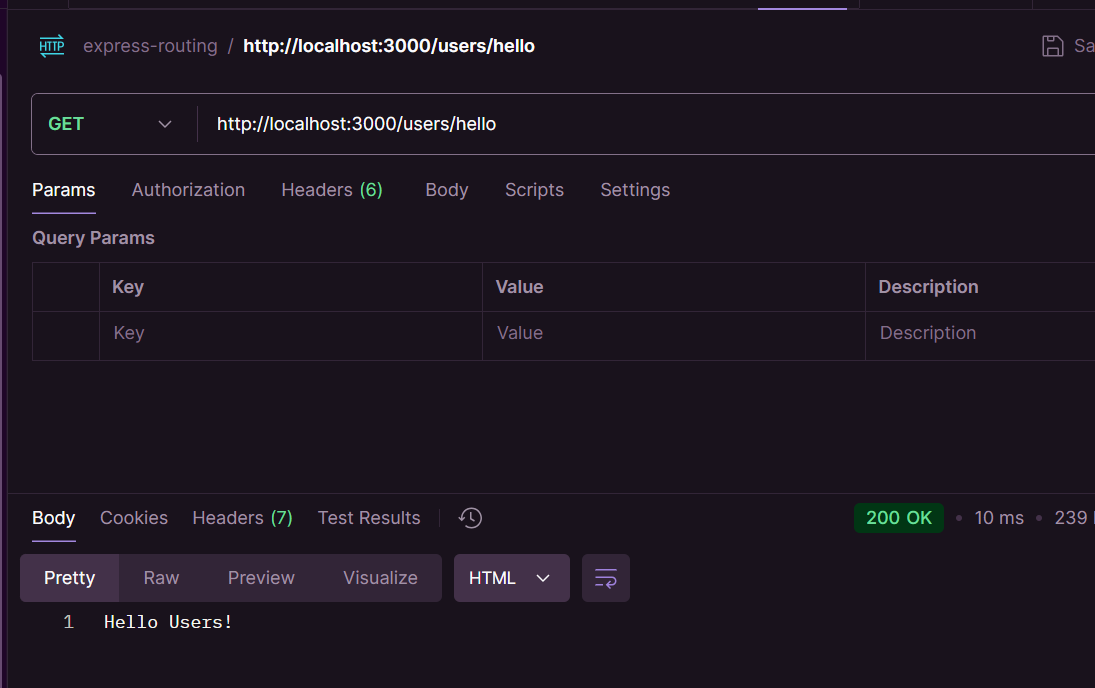 HTTP express-routing / http://localhost:3000/users/hello Sa
GET http://localhost:3000/users/hello
Params Authorization Headers (6) Body Scripts Settings
Query Params
Key Value Description
Key Value Description
Body Cookies Headers (7) Test Results 200 OK • 10 ms • 239
Pretty Raw Preview Visualize HTML
1 Hello Users!